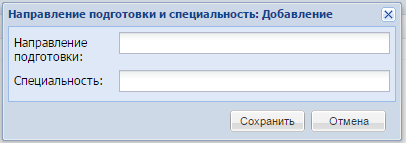 Направление подготовки и специальность: Добавление
Направление
подготовки:
Специальность:
Сохранить Отмена